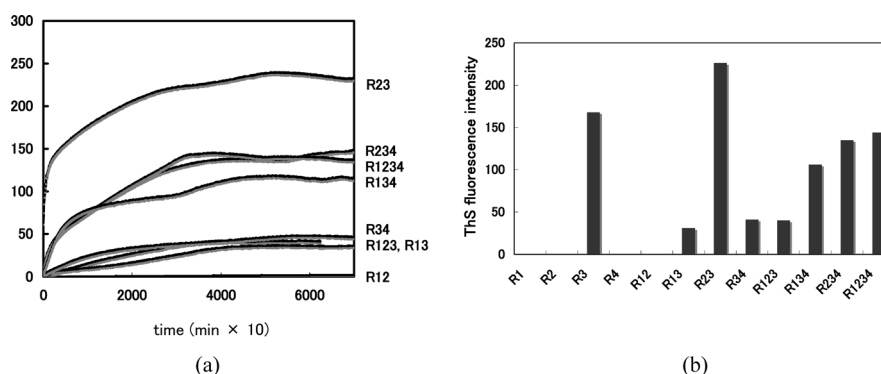 300
250
200
150
100
50
0
0 2000 4000 6000
time (min × 10)
R23
R234
R1234
R134
R34
R123, R13
R12
(a)
ThS fluorescence intensity
250
200
150
100
50
0
R1 R2 R3 R4 R12 R13 R23 R34 R123 R134 R234 R1234
(b)